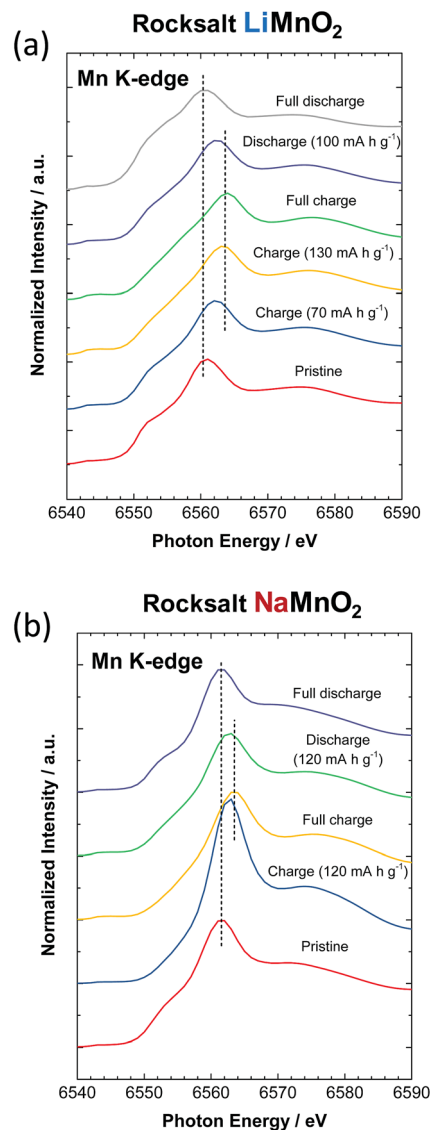 (a)
Rocksalt LiMnO₂
Mn K-edge
Full discharge
Discharge (100 mA h g⁻¹)
Full charge
Charge (130 mA h g⁻¹)
Charge (70 mA h g⁻¹)
Pristine
Normalized Intensity / a.u.
6540 6550 6560 6570 6580 6590
Photon Energy / eV
(b)
Rocksalt NaMnO₂
Mn K-edge
Full discharge
Discharge
(120 mA h g⁻¹)
Full charge
Charge (120 mA h g⁻¹)
Pristine
Normalized Intensity / a.u.
6540 6550 6560 6570 6580 6590
Photon Energy / eV